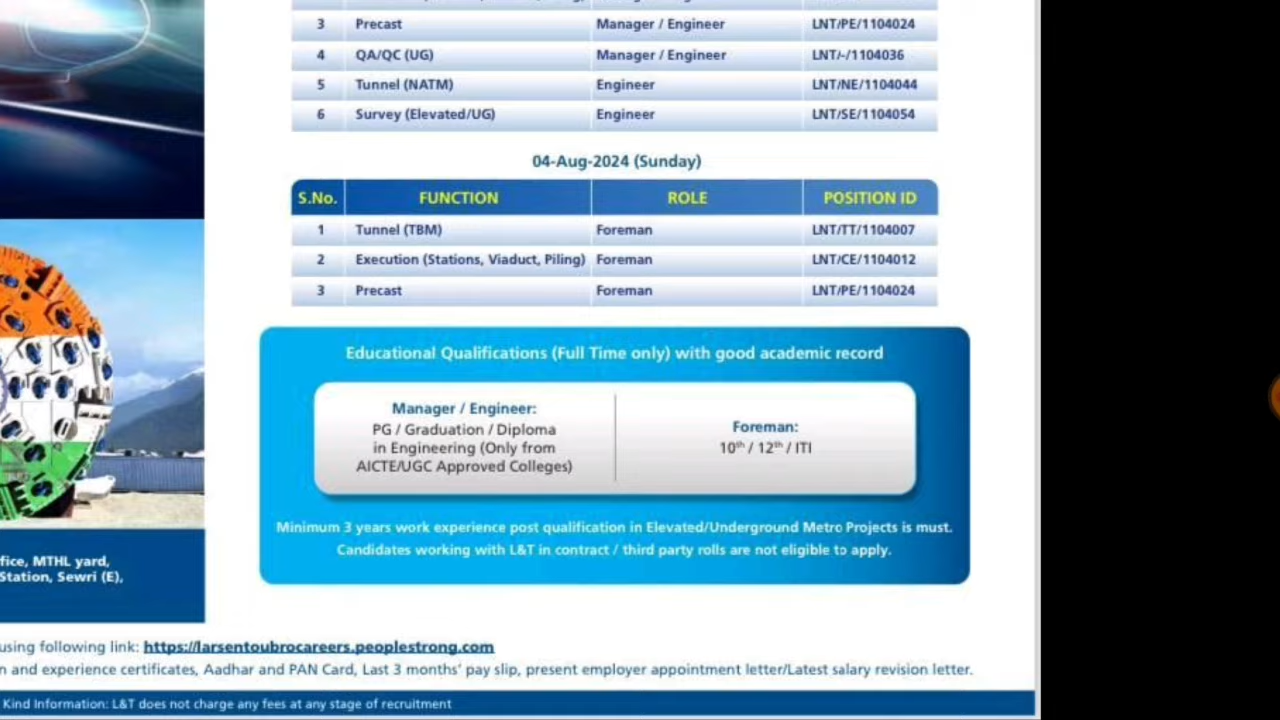 3 Precast Manager / Engineer LNT/PE/1104024
4 QA/QC (UG) Manager / Engineer LNT/-/1104036
5 Tunnel (NATM) Engineer LNT/NE/1104044
6 Survey (Elevated/UG) Engineer LNT/SE/1104054
04-Aug-2024 (Sunday)
S.No. FUNCTION ROLE POSITION ID
1 Tunnel (TBM) Foreman LNT/TT/1104007
2 Execution (Stations, Viaduct, Piling) Foreman LNT/CE/1104012
3 Precast Foreman LNT/PE/1104024
Educational Qualifications (Full Time only) with good academic record
Manager / Engineer:
PG / Graduation / Diploma
in Engineering (Only from
AICTE/UGC Approved Colleges)
Foreman:
10th / 12th / ITI
Minimum 3 years work experience post qualification in Elevated/Underground Metro Projects is must.
Candidates working with L&T in contract / third party rolls are not eligible to apply.
fice, MTHL yard,
Station, Sewri (E),
using following link: https://larsentoubrocareers.peoplestrong.com
n and experience certificates, Aadhar and PAN Card, Last 3 months' pay slip, present employer appointment letter/Latest salary revision letter.
Kind Information: L&T does not charge any fees at any stage of recruitment